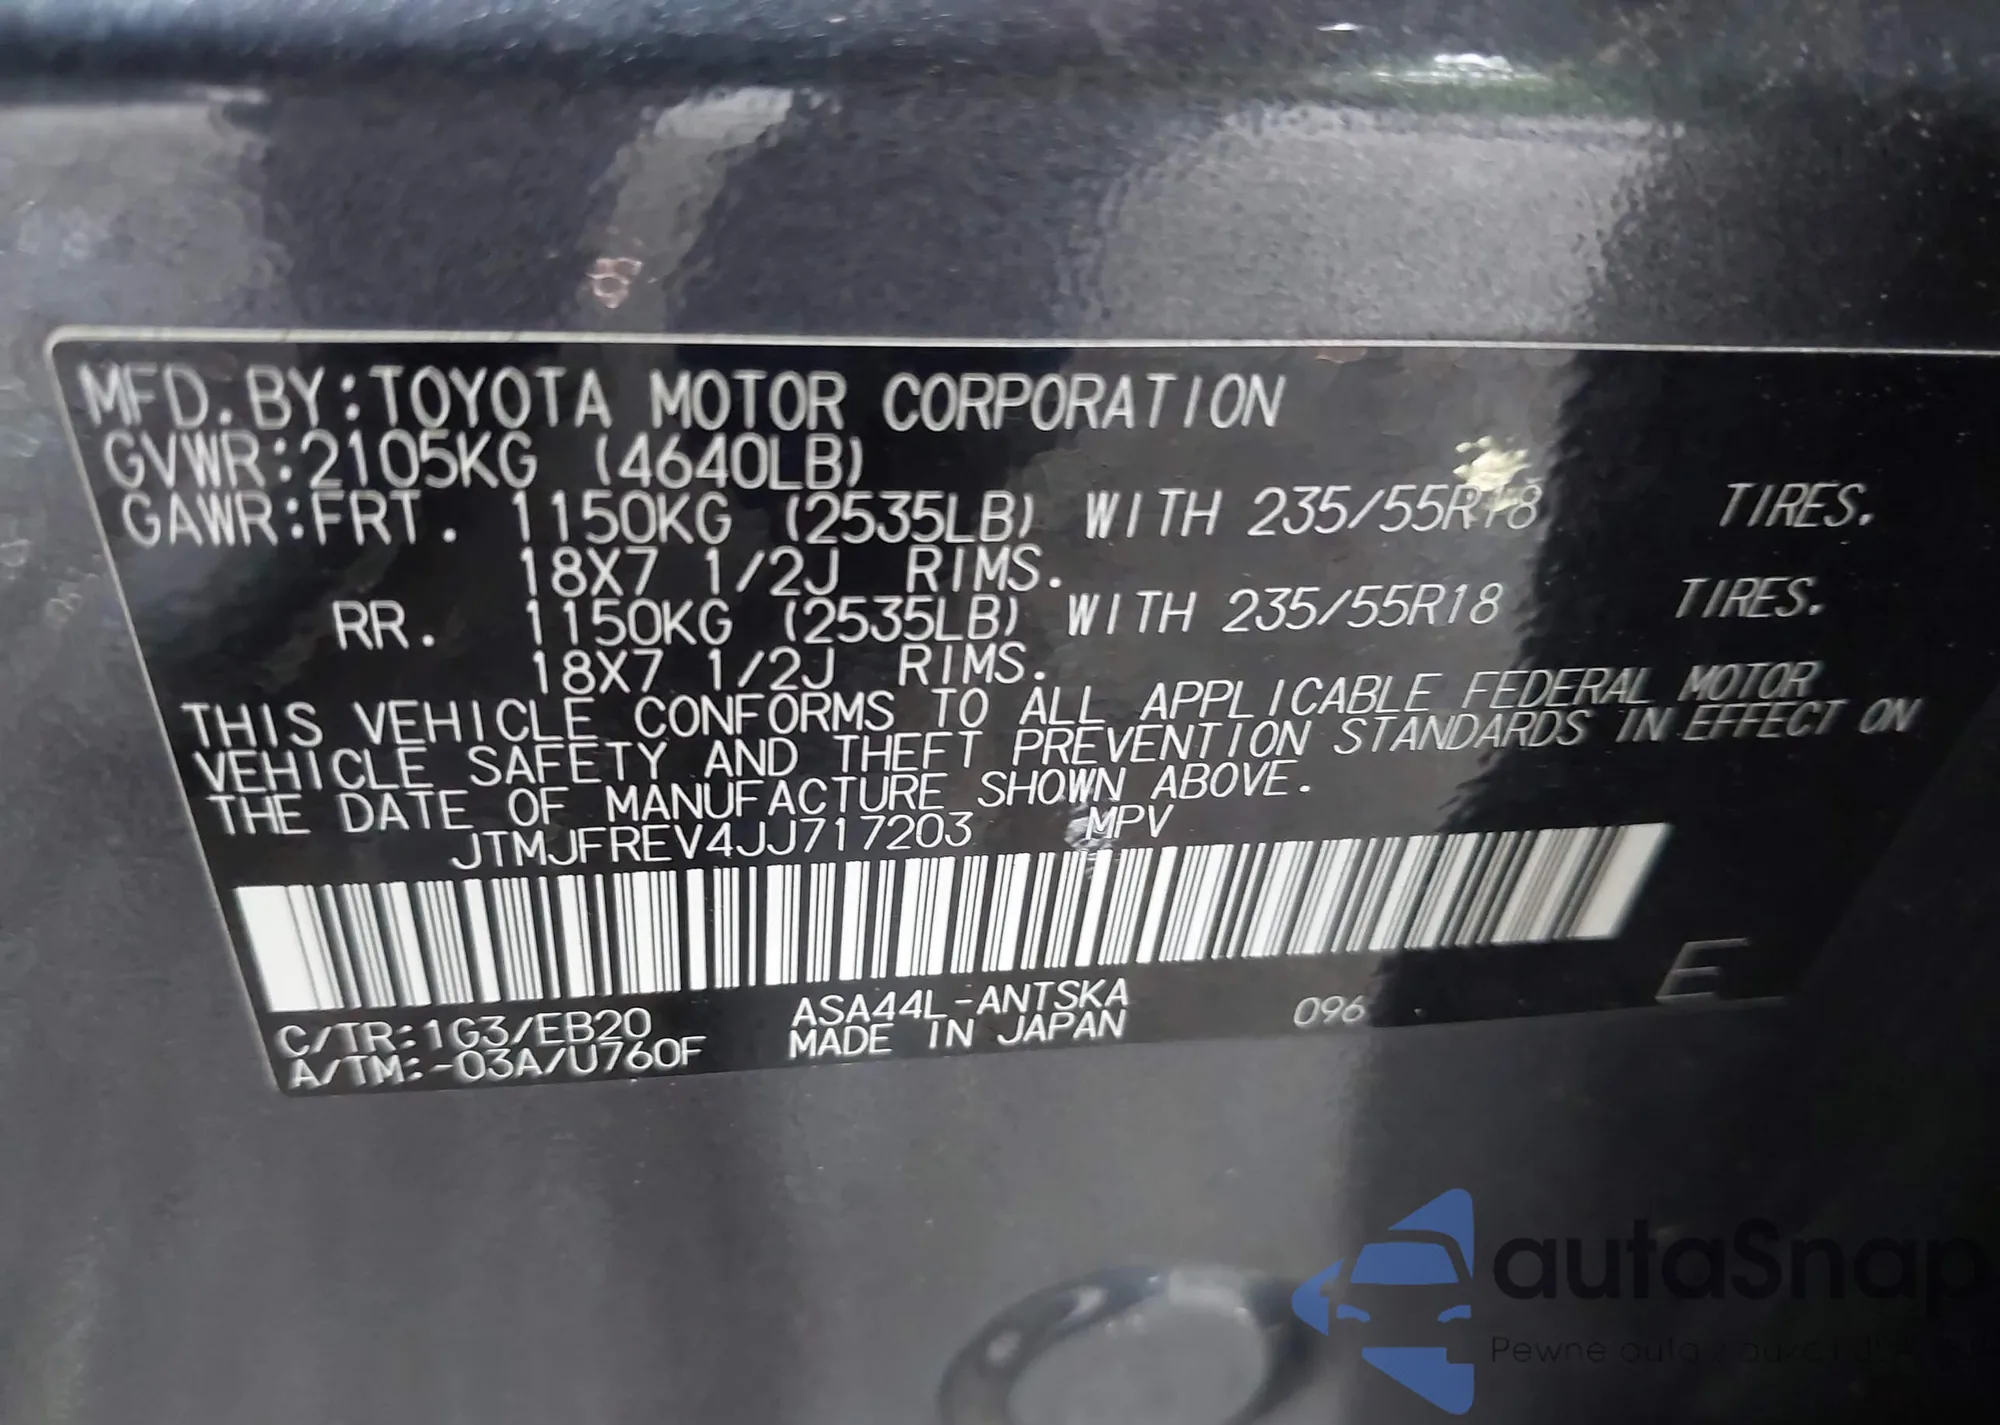 MFD. BY:TOYOTA MOTOR CORPORATION
GVWR:2105KG (4640LB)
GAWR:FRT. 1150KG (2535LB) WITH 235/55R18 TIRES.
18X7 1/2J RIMS.
RR. 1150KG (2535LB) WITH 235/55R18 TIRES.
18X7 1/2J RIMS.
THIS VEHICLE CONFORMS TO ALL APPLICABLE FEDERAL MOTOR
VEHICLE SAFETY AND THEFT PREVENTION STANDARDS IN EFFECT ON
THE DATE OF MANUFACTURE SHOWN ABOVE.
JTMJFREV4JJ717203 MPV
C/TR:1G3/EB20 ASA44L-ANTSKA 096 E
A/TM:-03A/U760F MADE IN JAPAN
autaSnap
Pewne auta z